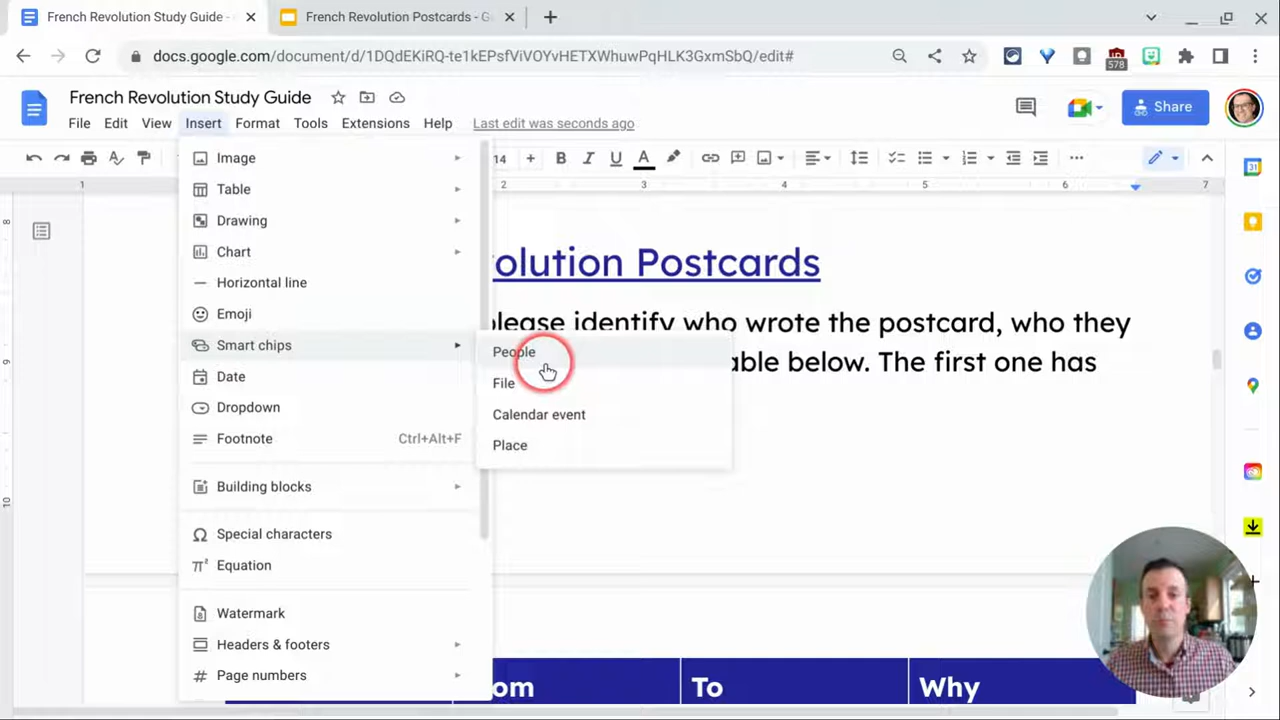 French Revolution Study Guide -
French Revolution Postcards - G
docs.google.com/document/d/1DQdEKiRQ-te1kEPsfViVOYvHETXWhuwPqHLK3GxmSbQ/edit#
578
French Revolution Study Guide
File Edit View Insert Format Tools Extensions Help Last edit was seconds ago
Share
14
1 2 3 4 5 6 7
31
8
9
10
Image
Table
Drawing
Chart
Horizontal line
Emoji
Smart chips
Date
Dropdown
Footnote Ctrl+Alt+F
Building blocks
Special characters
Equation
Watermark
Headers & footers
Page numbers
People
File
Calendar event
Place
olution Postcards
please identify who wrote the postcard, who they
able below. The first one has
om To Why